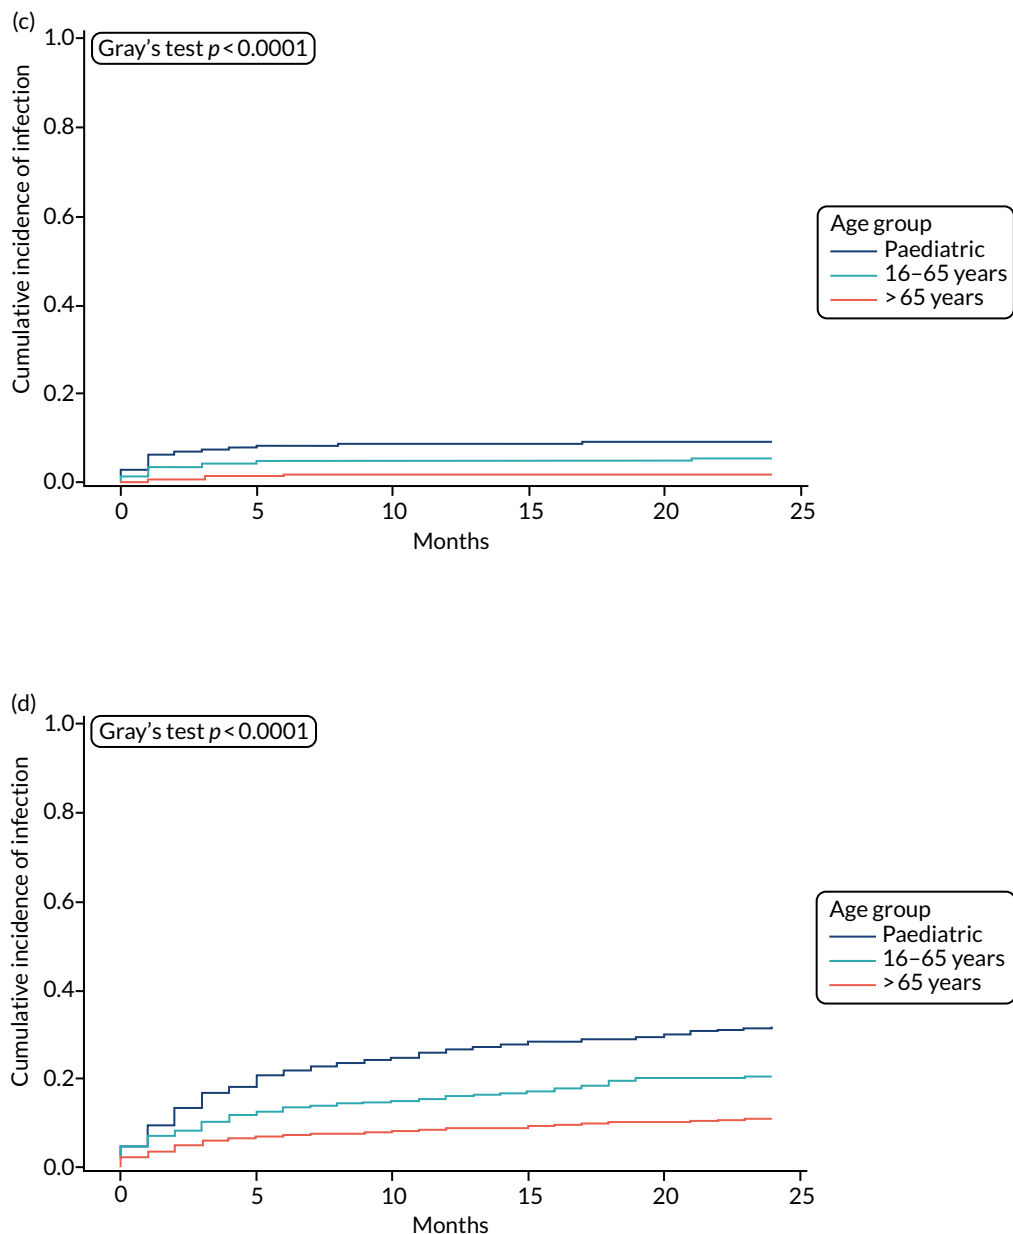 (c)
Gray's test p < 0.0001
Cumulative incidence of infection
1.0
0.8
0.6
0.4
0.2
0.0
0 5 10 15 20 25
Months
Age group
Paediatric
16–65 years
> 65 years
(d)
Gray's test p < 0.0001
Cumulative incidence of infection
1.0
0.8
0.6
0.4
0.2
0.0
0 5 10 15 20 25
Months
Age group
Paediatric
16–65 years
> 65 years